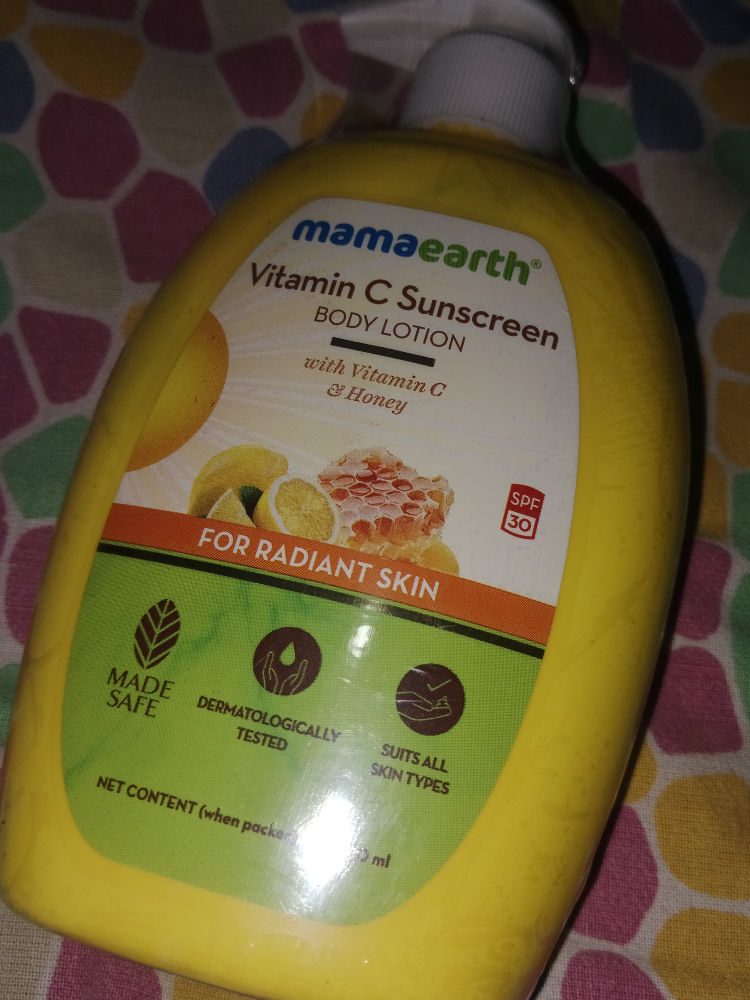 mamaearth®
Vitamin C Sunscreen
BODY LOTION
with Vitamin C
& Honey
SPF
30
FOR RADIANT SKIN
MADE
SAFE
DERMATOLOGICALLY
TESTED
SUITS ALL
SKIN TYPES
NET CONTENT (when ml